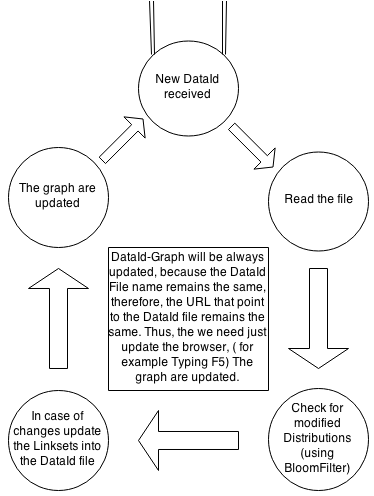 New DataId
received
The graph are
updated
Read the file
DataId-Graph will be always
updated, because the DataId
File name remains the same,
therefore, the URL that point
to the DataId file remains the
same. Thus, the we need just
update the browser, ( for
example Typing F5) The
graph are updated.
In case of
changes update
the Linksets into
the DataId file
Check for
modified
Distributions
(using
BloomFilter)